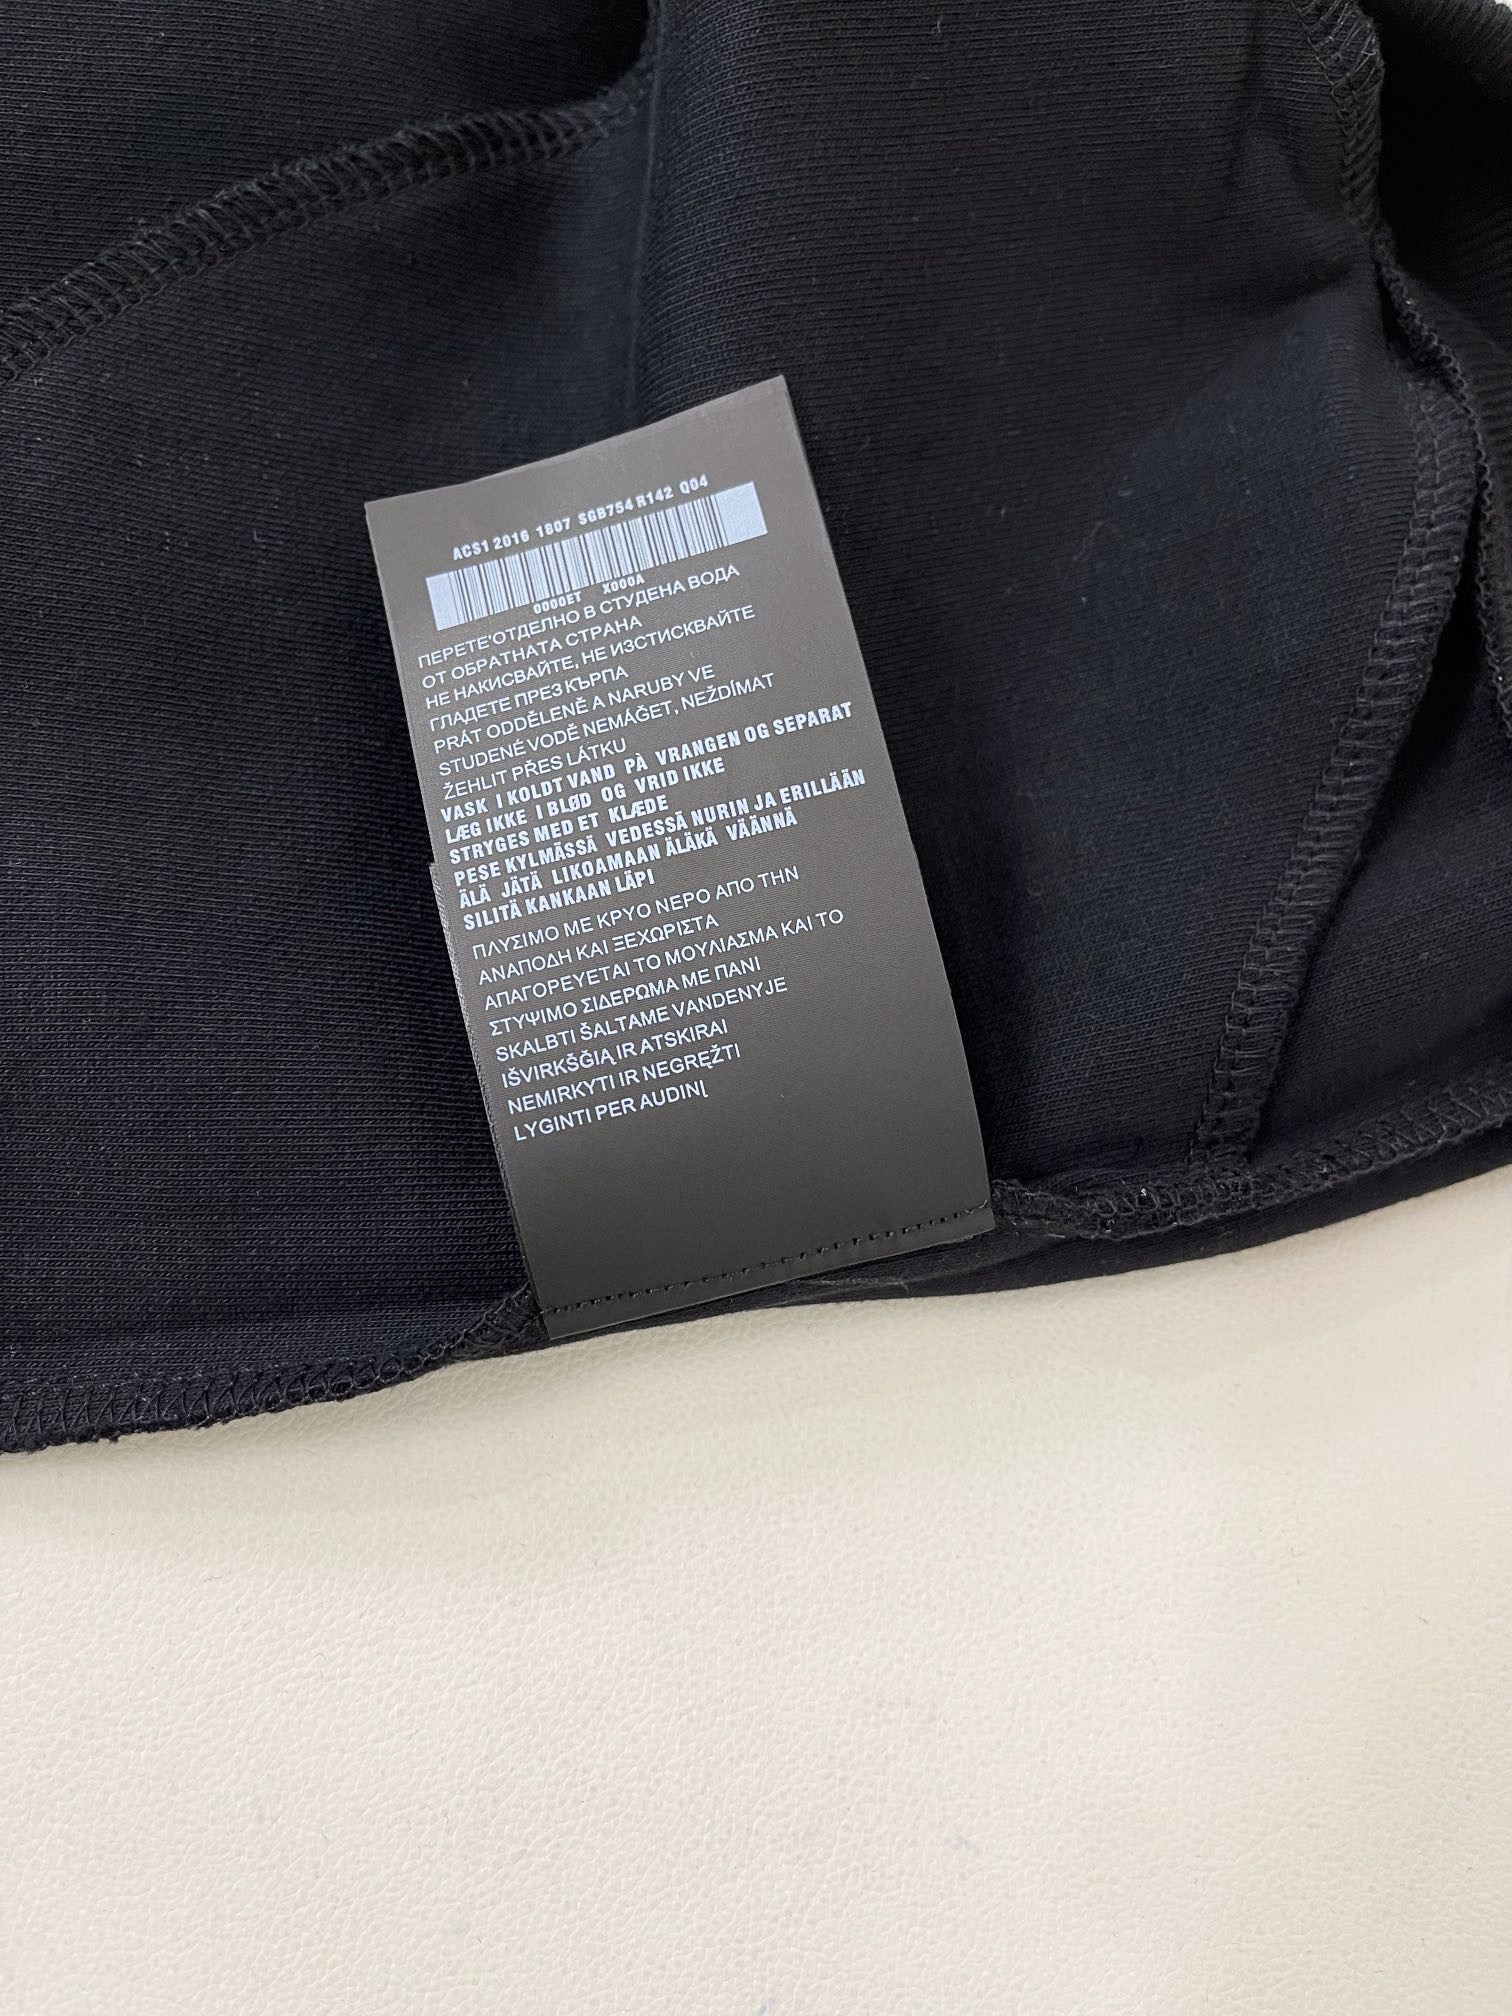 ACS1 2016 1807 SGB754 R142 Q04
0000ET X000A
ПЕРЕТЕ'ОТДЕЛНО В СТУДЕНА ВОДА
ОТ ОБРАТНАТА СТРАНА
НЕ НАКИСВАЙТЕ, НЕ ИЗСТИСКВАЙТЕ
ГЛАДЕТЕ ПРЕЗ КЪРПА
PRÁT ODDĚLENĚ A NARUBY VE
STUDENÉ VODĚ NEMÁĞET, NEŽDÍMAT
ŽEHLIT PŘES LÁTKU
VASK I KOLDT VAND PÀ VRANGEN OG SEPARAT
LÆG IKKE I BLØD OG VRID IKKE
STRYGES MED ET KLÆDE
PESE KYLMÄSSÄ VEDESSÄ NURIN JA ERILLÄÄN
ÄLÄ JÄTÄ LIKOAMAAN ÄLÄKÄ VÄÄNNÄ
SILITÄ KANKAAN LÄPI
ΠΛΥΣΙΜΟ ΜΕ ΚΡΥΟ ΝΕΡΟ ΑΠΟ ΤΗΝ
ΑΝΑΠΟΔΗ ΚΑΙ ΞΕΧΩΡΙΣΤΑ
ΑΠΑΓΟΡΕΥΕΤΑΙ ΤΟ ΜΟΥΛΙΑΣΜΑ ΚΑΙ ΤΟ
ΣΤΥΨΙΜΟ ΣΙΔΕΡΩΜΑ ΜΕ ΠΑΝΙ
SKALBTI ŠALTAME VANDENYJE
IŠVIRKŠĞIĄ IR ATSKIRAI
NEMIRKYTI IR NEGRĘŽTI
LYGINTI PER AUDINĮ